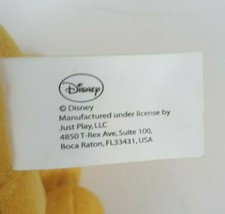 Disney
© Disney
Manufactured under license by
Just Play, LLC
4850 T-Rex Ave, Suite 100,
Boca Raton, FL33431, USA